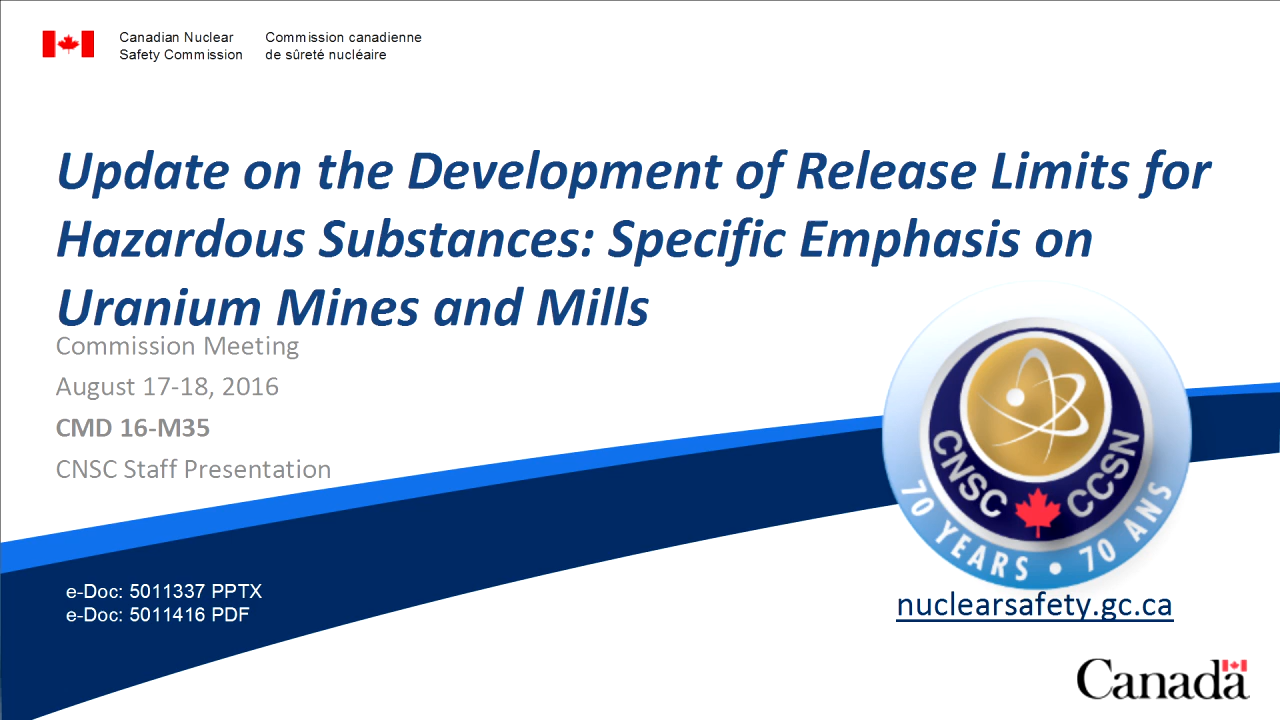 Canadian Nuclear
Safety Commission
Commission canadienne
de sûreté nucléaire
Update on the Development of Release Limits for
Hazardous Substances: Specific Emphasis on
Uranium Mines and Mills
Commission Meeting
August 17-18, 2016
CMD 16-M35
CNSC Staff Presentation
CNSC CCSN
70 YEARS • 70 ANS
e-Doc: 5011337 PPTX
e-Doc: 5011416 PDF
nuclearsafety.gc.ca
Canada